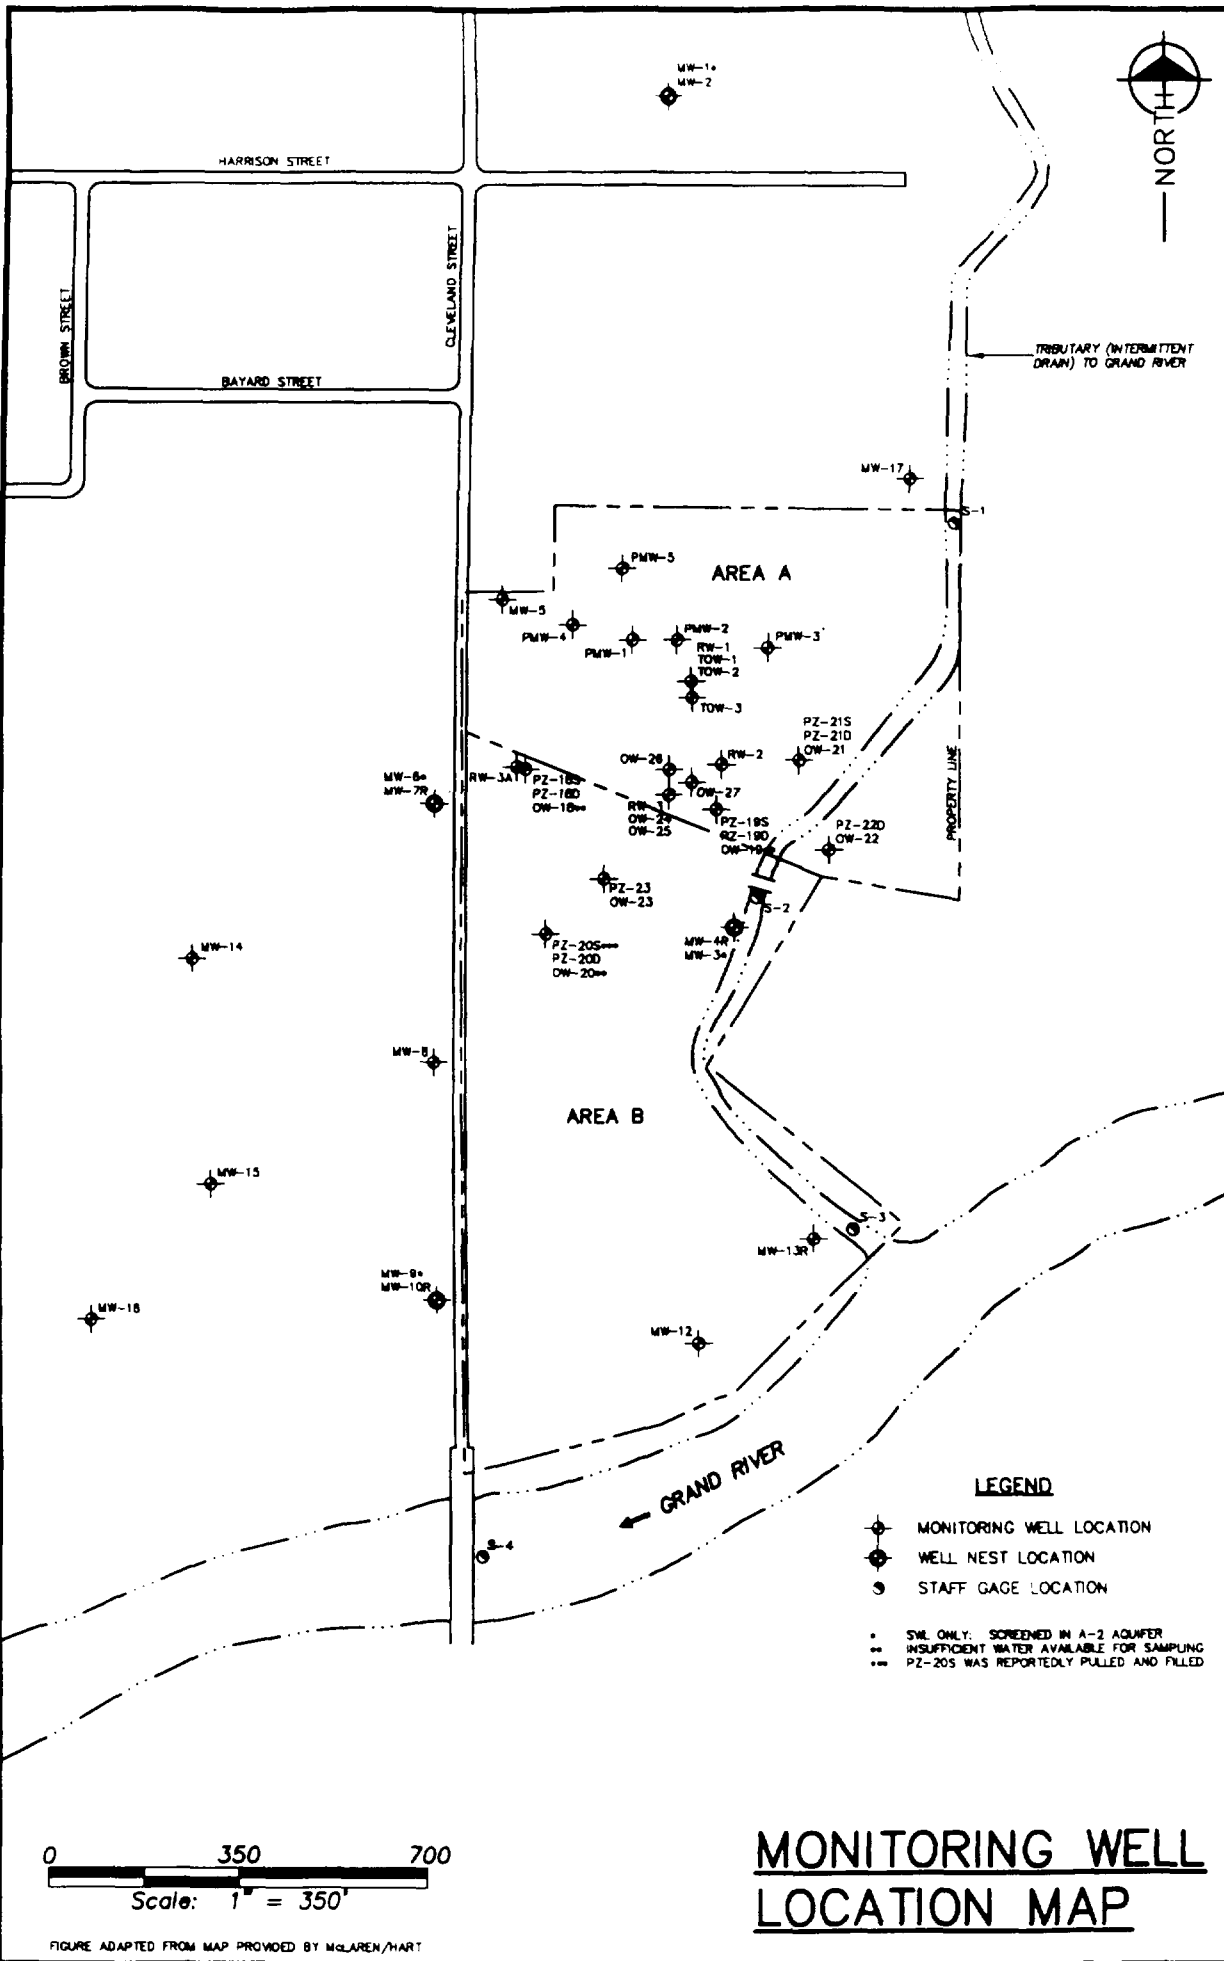 MW-1*
MW-2
NORTH
HARRISON STREET
CLEVELAND STREET
BROWN STREET
BAYARD STREET
TRIBUTARY (INTERMITTENT
DRAIN) TO GRAND RIVER
MW-17
S-1
PMW-5
AREA A
MW-5
PMW-4
PMW-1
PMW-2
PMW-3
RW-1
TOW-1
TOW-2
TOW-3
PZ-21S
PZ-21D
OW-21
OW-26
RW-2
OW-27
RW-3A
PZ-18S
PZ-18D
OW-18**
MW-6*
MW-7R
RW-3
OW-24
OW-25
PZ-19S
PZ-19D
OW-19*
PZ-22D
OW-22
PROPERTY LINE
PZ-23
OW-23
S-2
MW-4R
MW-3*
PZ-20S***
PZ-20D
OW-20**
MW-14
MW-8
AREA B
MW-15
S-3
MW-13R
MW-9*
MW-10R
MW-16
MW-12
GRAND RIVER
S-4
LEGEND
MONITORING WELL LOCATION
WELL NEST LOCATION
STAFF GAGE LOCATION
* SWL ONLY: SCREENED IN A-2 AQUIFER
** INSUFFICIENT WATER AVAILABLE FOR SAMPLING
*** PZ-20S WAS REPORTEDLY PULLED AND FILLED
0 350 700
Scale: 1" = 350'
MONITORING WELL
LOCATION MAP
FIGURE ADAPTED FROM MAP PROVIDED BY McLAREN/HART